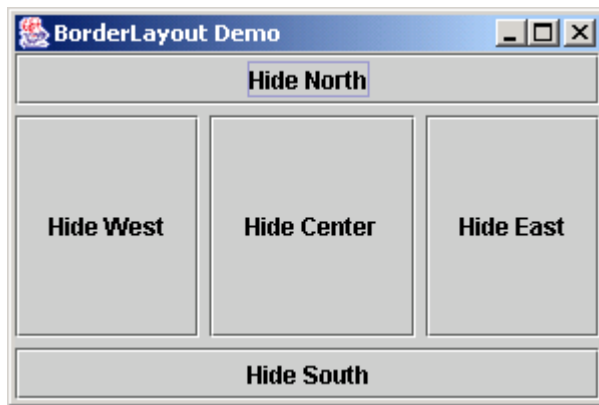 BorderLayout Demo
Hide North
Hide West
Hide Center
Hide East
Hide South